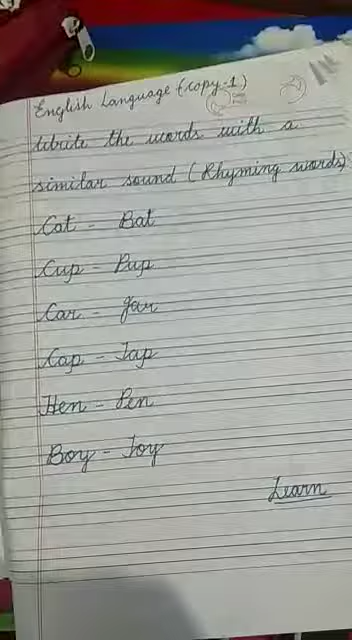 English Language (copy-1)
Write the words with a
similar sound (Rhyming words)
Cat - Bat
Cup - Pup
Car - Jar
Cap - Tap
Hen - Pen
Boy - Toy
Learn